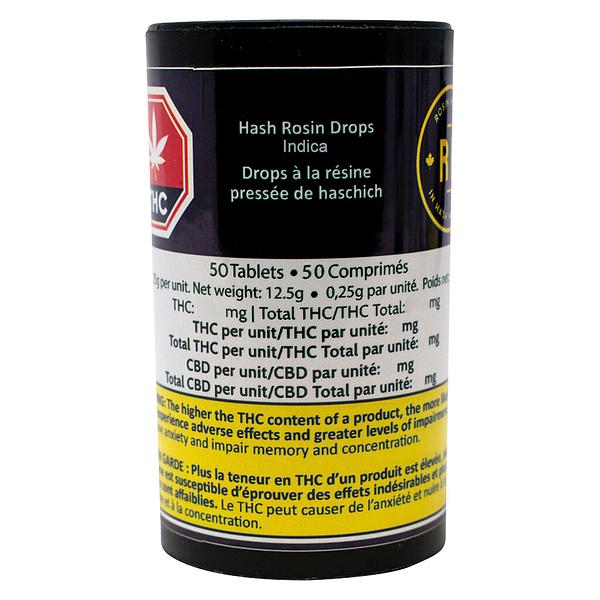 Hash Rosin Drops
Indica
Drops à la résine
pressée de haschich
THC
ROSIN
R
IN HASH
50 Tablets • 50 Comprimés
per unit. Net weight: 12.5g • 0,25g par unité. Poids
THC: mg | Total THC/THC Total: mg
THC per unit/THC par unité: mg
Total THC per unit/THC Total par unité: mg
CBD per unit/CBD par unité: mg
Total CBD per unit/CBD Total par unité: mg
The higher the THC content of a product, the more
experience adverse effects and greater levels of
anxiety and impair memory and concentration.
GARDE : Plus la teneur en THC d'un produit est élevée,
est susceptible d'éprouver des effets indésirables et
affaiblies. Le THC peut causer de l'anxiété et nuire à
et à la concentration.